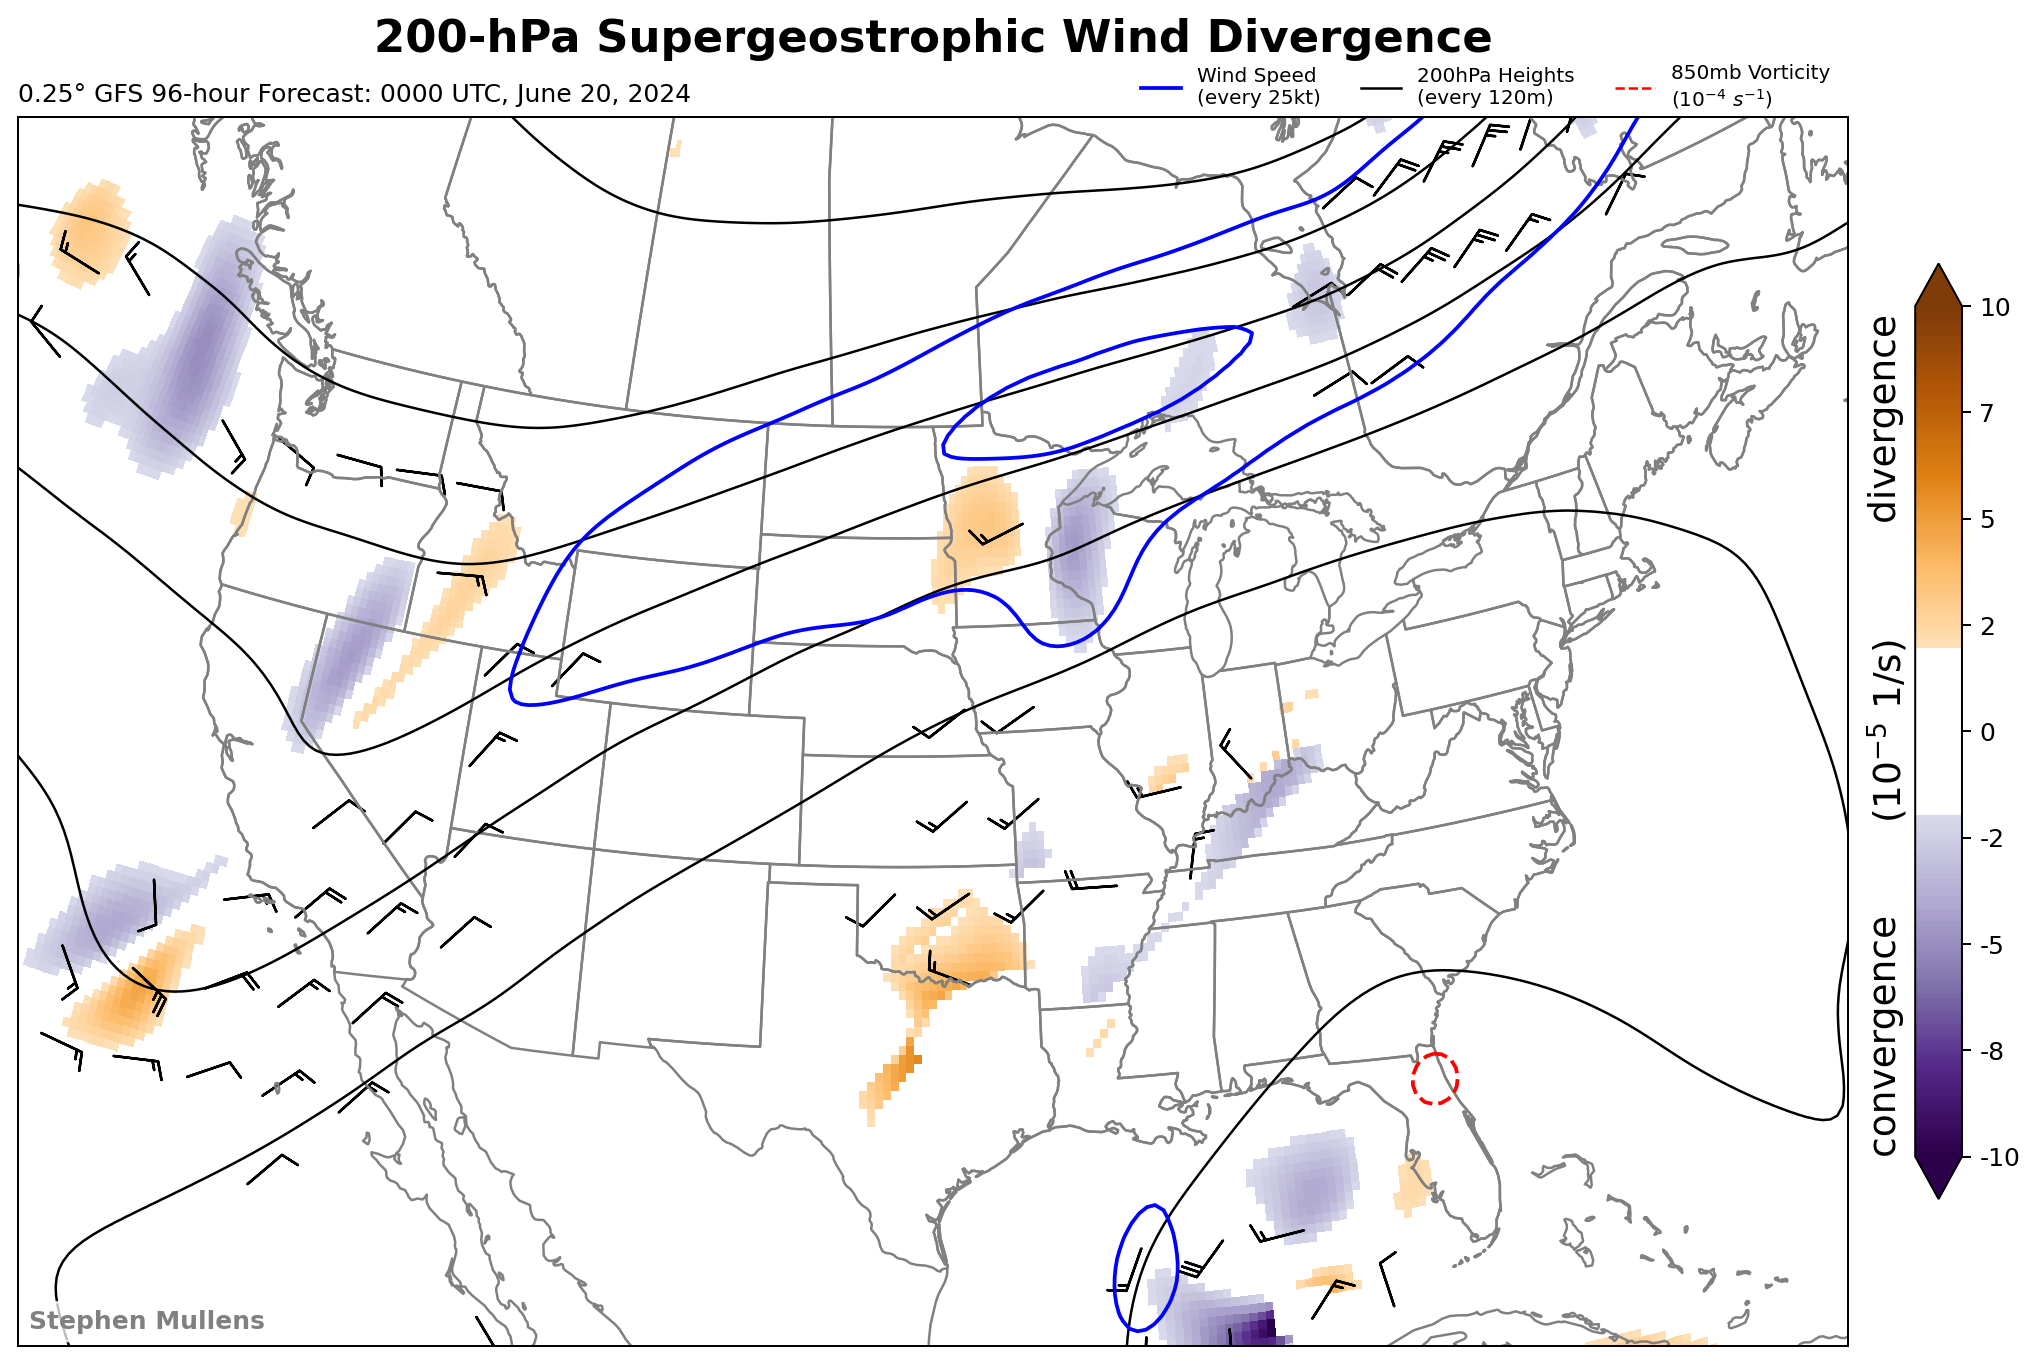 200-hPa Supergeostrophic Wind Divergence
0.25° GFS 96-hour Forecast: 0000 UTC, June 20, 2024
Wind Speed
(every 25kt)
200hPa Heights
(every 120m)
850mb Vorticity
(10⁻⁴ s⁻¹)
10
7
5
2
0
-2
-5
-8
-10
convergence (10⁻⁵ 1/s) divergence
Stephen Mullens